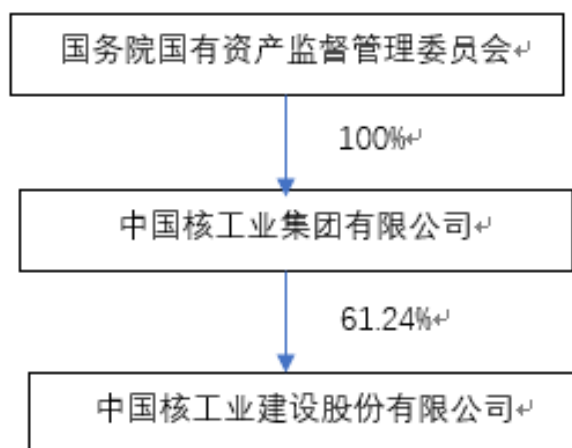 国务院国有资产监督管理委员会
100%
中国核工业集团有限公司
61.24%
中国核工业建设股份有限公司